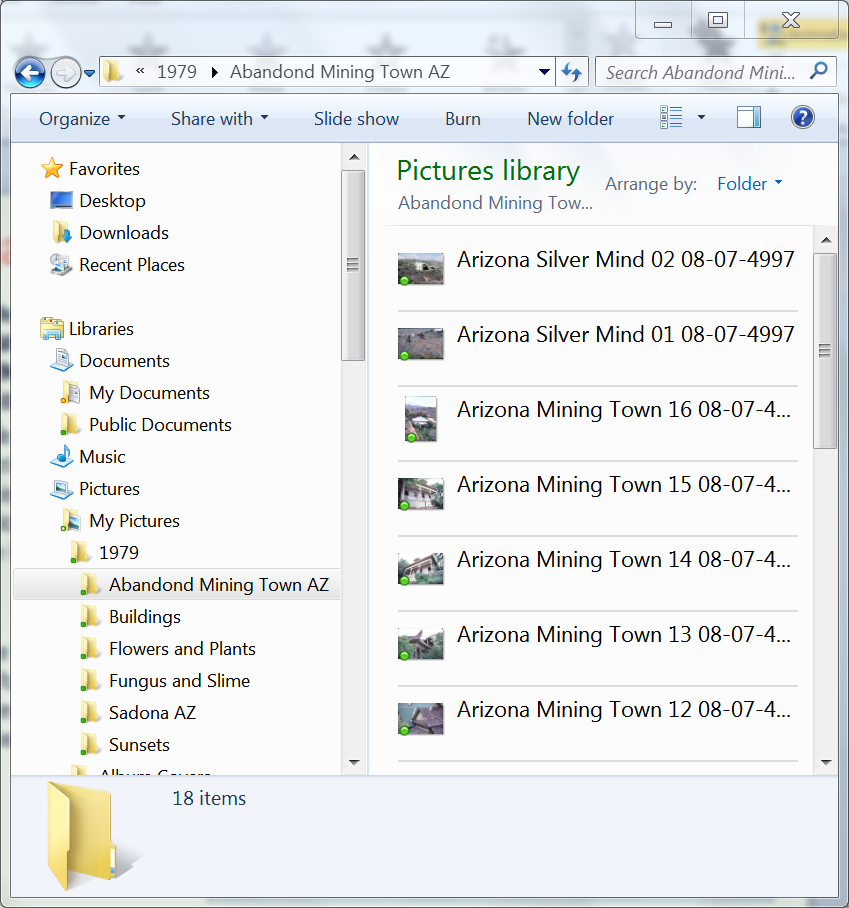 « 1979 Abandond Mining Town AZ
Search Abandond Mini...
Organize Share with Slide show Burn New folder
Favorites
Desktop
Downloads
Recent Places
Libraries
Documents
My Documents
Public Documents
Music
Pictures
My Pictures
1979
Abandond Mining Town AZ
Buildings
Flowers and Plants
Fungus and Slime
Sadona AZ
Sunsets
Album Covers
Pictures library
Abandond Mining Tow...
Arrange by: Folder
Arizona Silver Mind 02 08-07-4997
Arizona Silver Mind 01 08-07-4997
Arizona Mining Town 16 08-07-4...
Arizona Mining Town 15 08-07-4...
Arizona Mining Town 14 08-07-4...
Arizona Mining Town 13 08-07-4...
Arizona Mining Town 12 08-07-4...
18 items